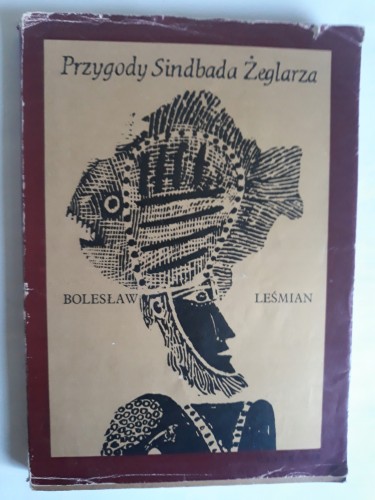 Przygody Sindbada Żeglarza
BOLESŁAW LEŚMIAN